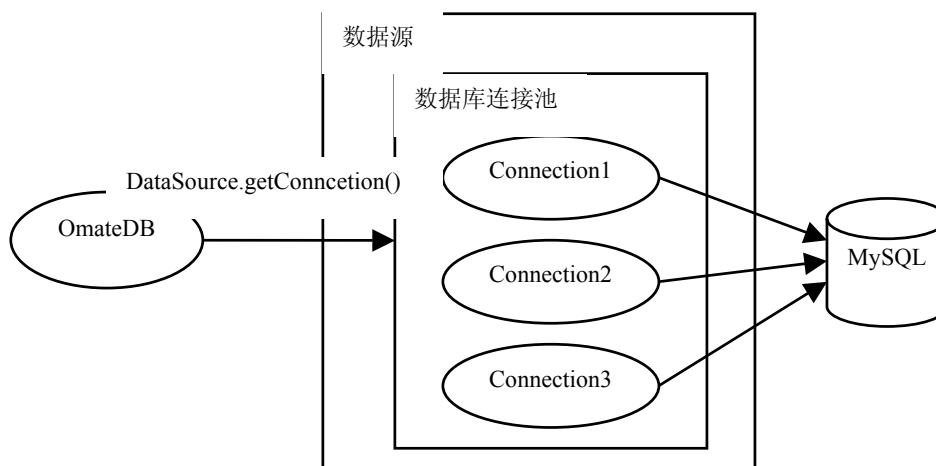 数据源
数据库连接池
DataSource.getConncetion()
Connection1
OmateDB
Connection2
MySQL
Connection3